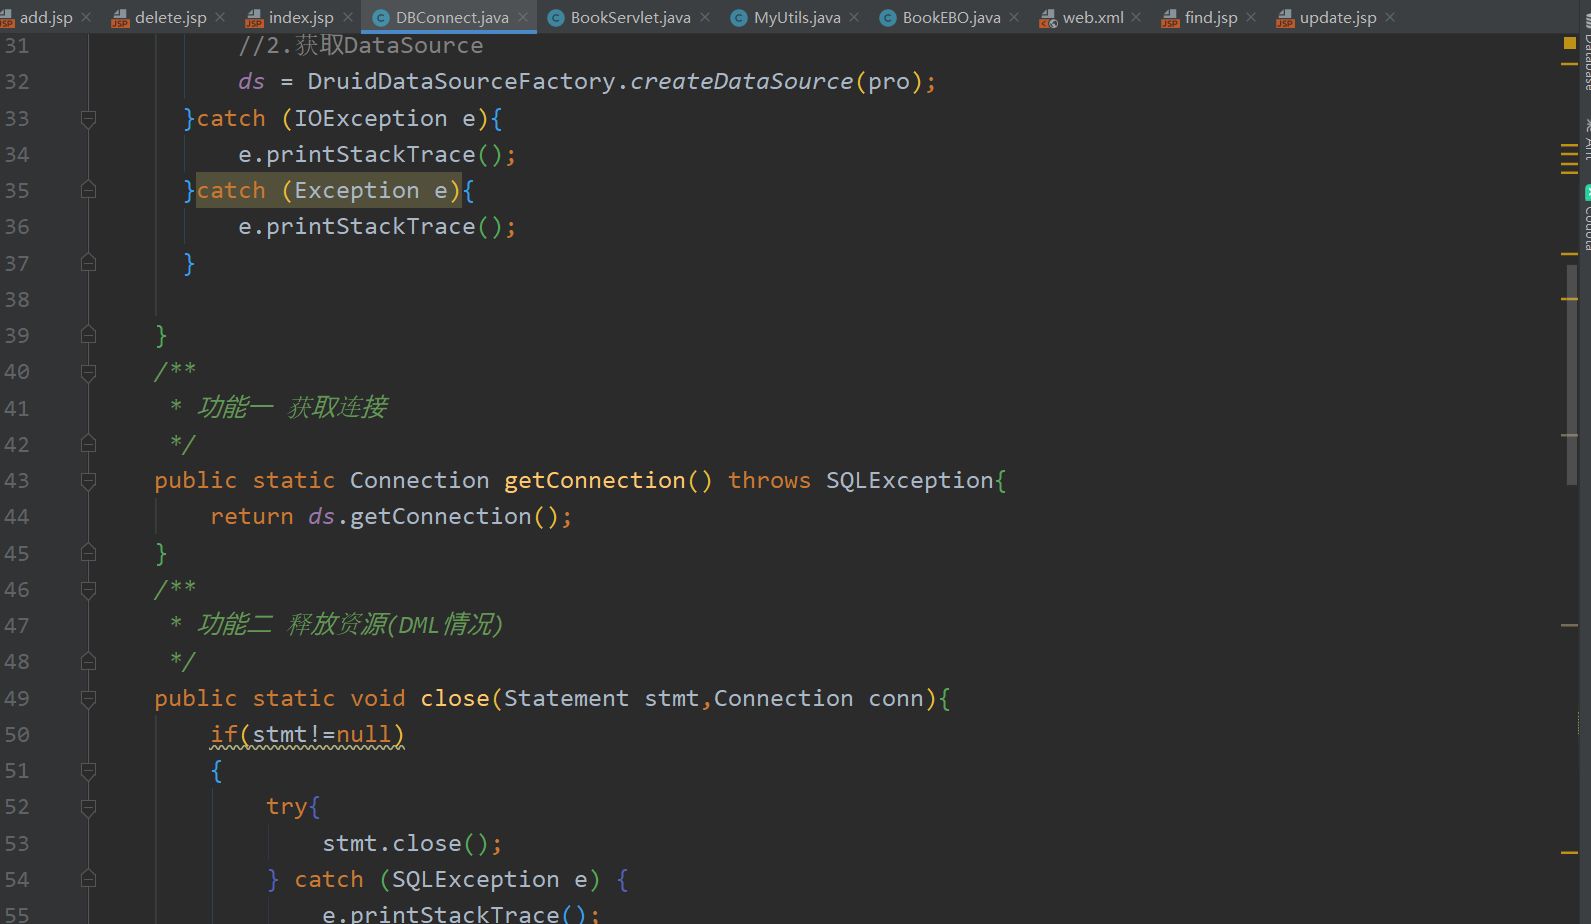 add.jsp delete.jsp index.jsp DBConnect.java BookServlet.java MyUtils.java BookEBO.java web.xml find.jsp update.jsp
31 //2.获取DataSource
32 ds = DruidDataSourceFactory.createDataSource(pro);
33 }catch (IOException e){
34 e.printStackTrace();
35 }catch (Exception e){
36 e.printStackTrace();
37 }
38
39 }
40 /**
41 * 功能一 获取连接
42 */
43 public static Connection getConnection() throws SQLException{
44 return ds.getConnection();
45 }
46 /**
47 * 功能二 释放资源(DML情况)
48 */
49 public static void close(Statement stmt,Connection conn){
50 if(stmt!=null)
51 {
52 try{
53 stmt.close();
54 } catch (SQLException e) {
55 e.printStackTrace();
Database
Ant
Codota